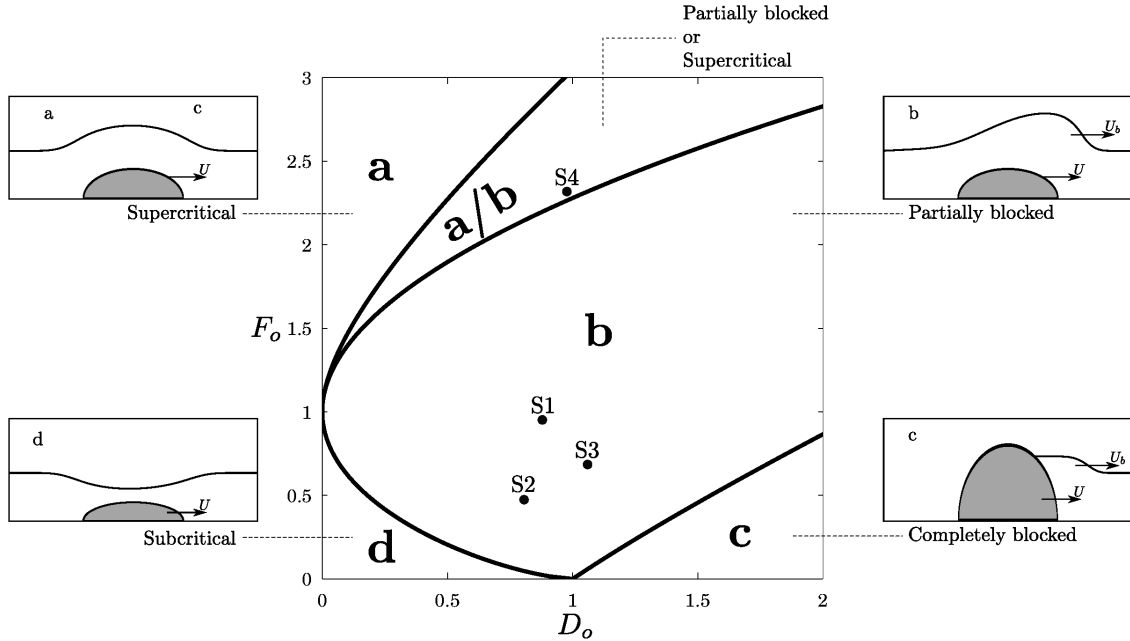 Partially blocked
or
Supercritical
a
c
U
Supercritical
b
U_b
U
Partially blocked
d
U
Subcritical
c
U_b
U
Completely blocked
3
2.5
2
1.5
1
0.5
0
F_o
a
a/b
S4
b
S1
S3
S2
d
c
0
0.5
1
1.5
2
D_o